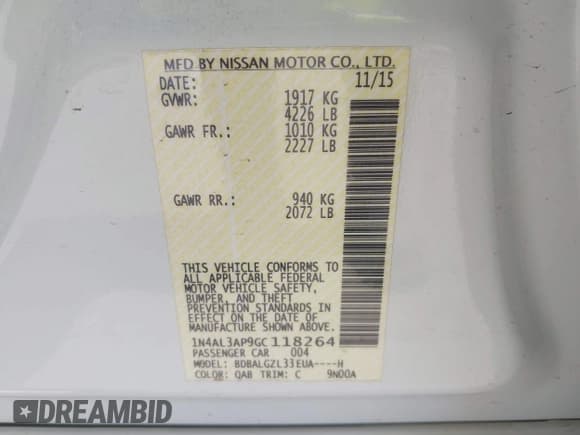 MFD BY NISSAN MOTOR CO., LTD.
DATE: 11/15
GVWR: 1917 KG
4226 LB
GAWR FR.: 1010 KG
2227 LB
GAWR RR.: 940 KG
2072 LB
THIS VEHICLE CONFORMS TO
ALL APPLICABLE FEDERAL
MOTOR VEHICLE SAFETY,
BUMPER, AND THEFT
PREVENTION STANDARDS IN
EFFECT ON THE DATE OF
MANUFACTURE SHOWN ABOVE.
1N4AL3AP9GC118264
PASSENGER CAR 004
MODEL: BDBALGZL33EUA----H
COLOR: QAB TRIM: C 9N00A
DREAMBID